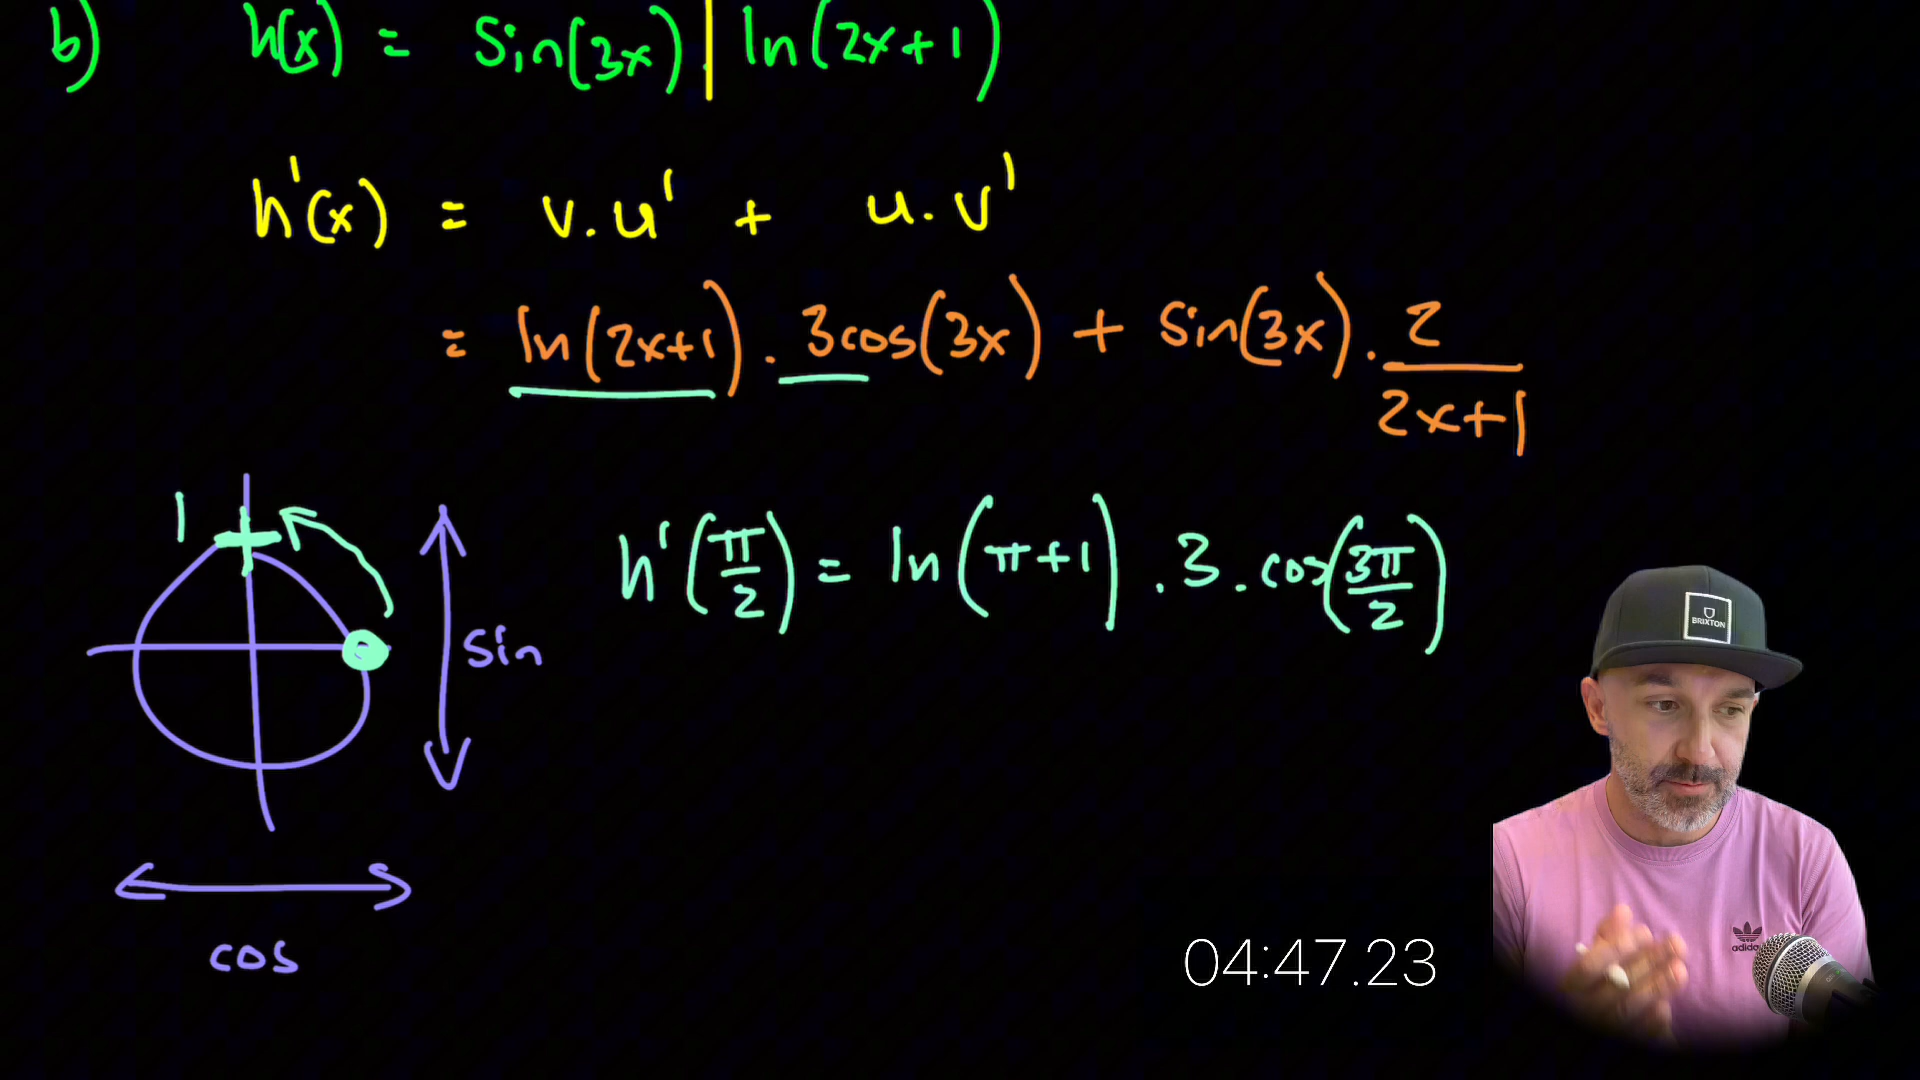 b) h(x) = sin(3x) | ln(2x+1)
h'(x) = v.u' + u.v'
= ln(2x+1) . 3cos(3x) + sin(3x) . 2/(2x+1)
1
h'(π/2) = ln(π+1) . 3 . cos(3π/2)
sin
cos
BRIXTON
adidas
04:47.23